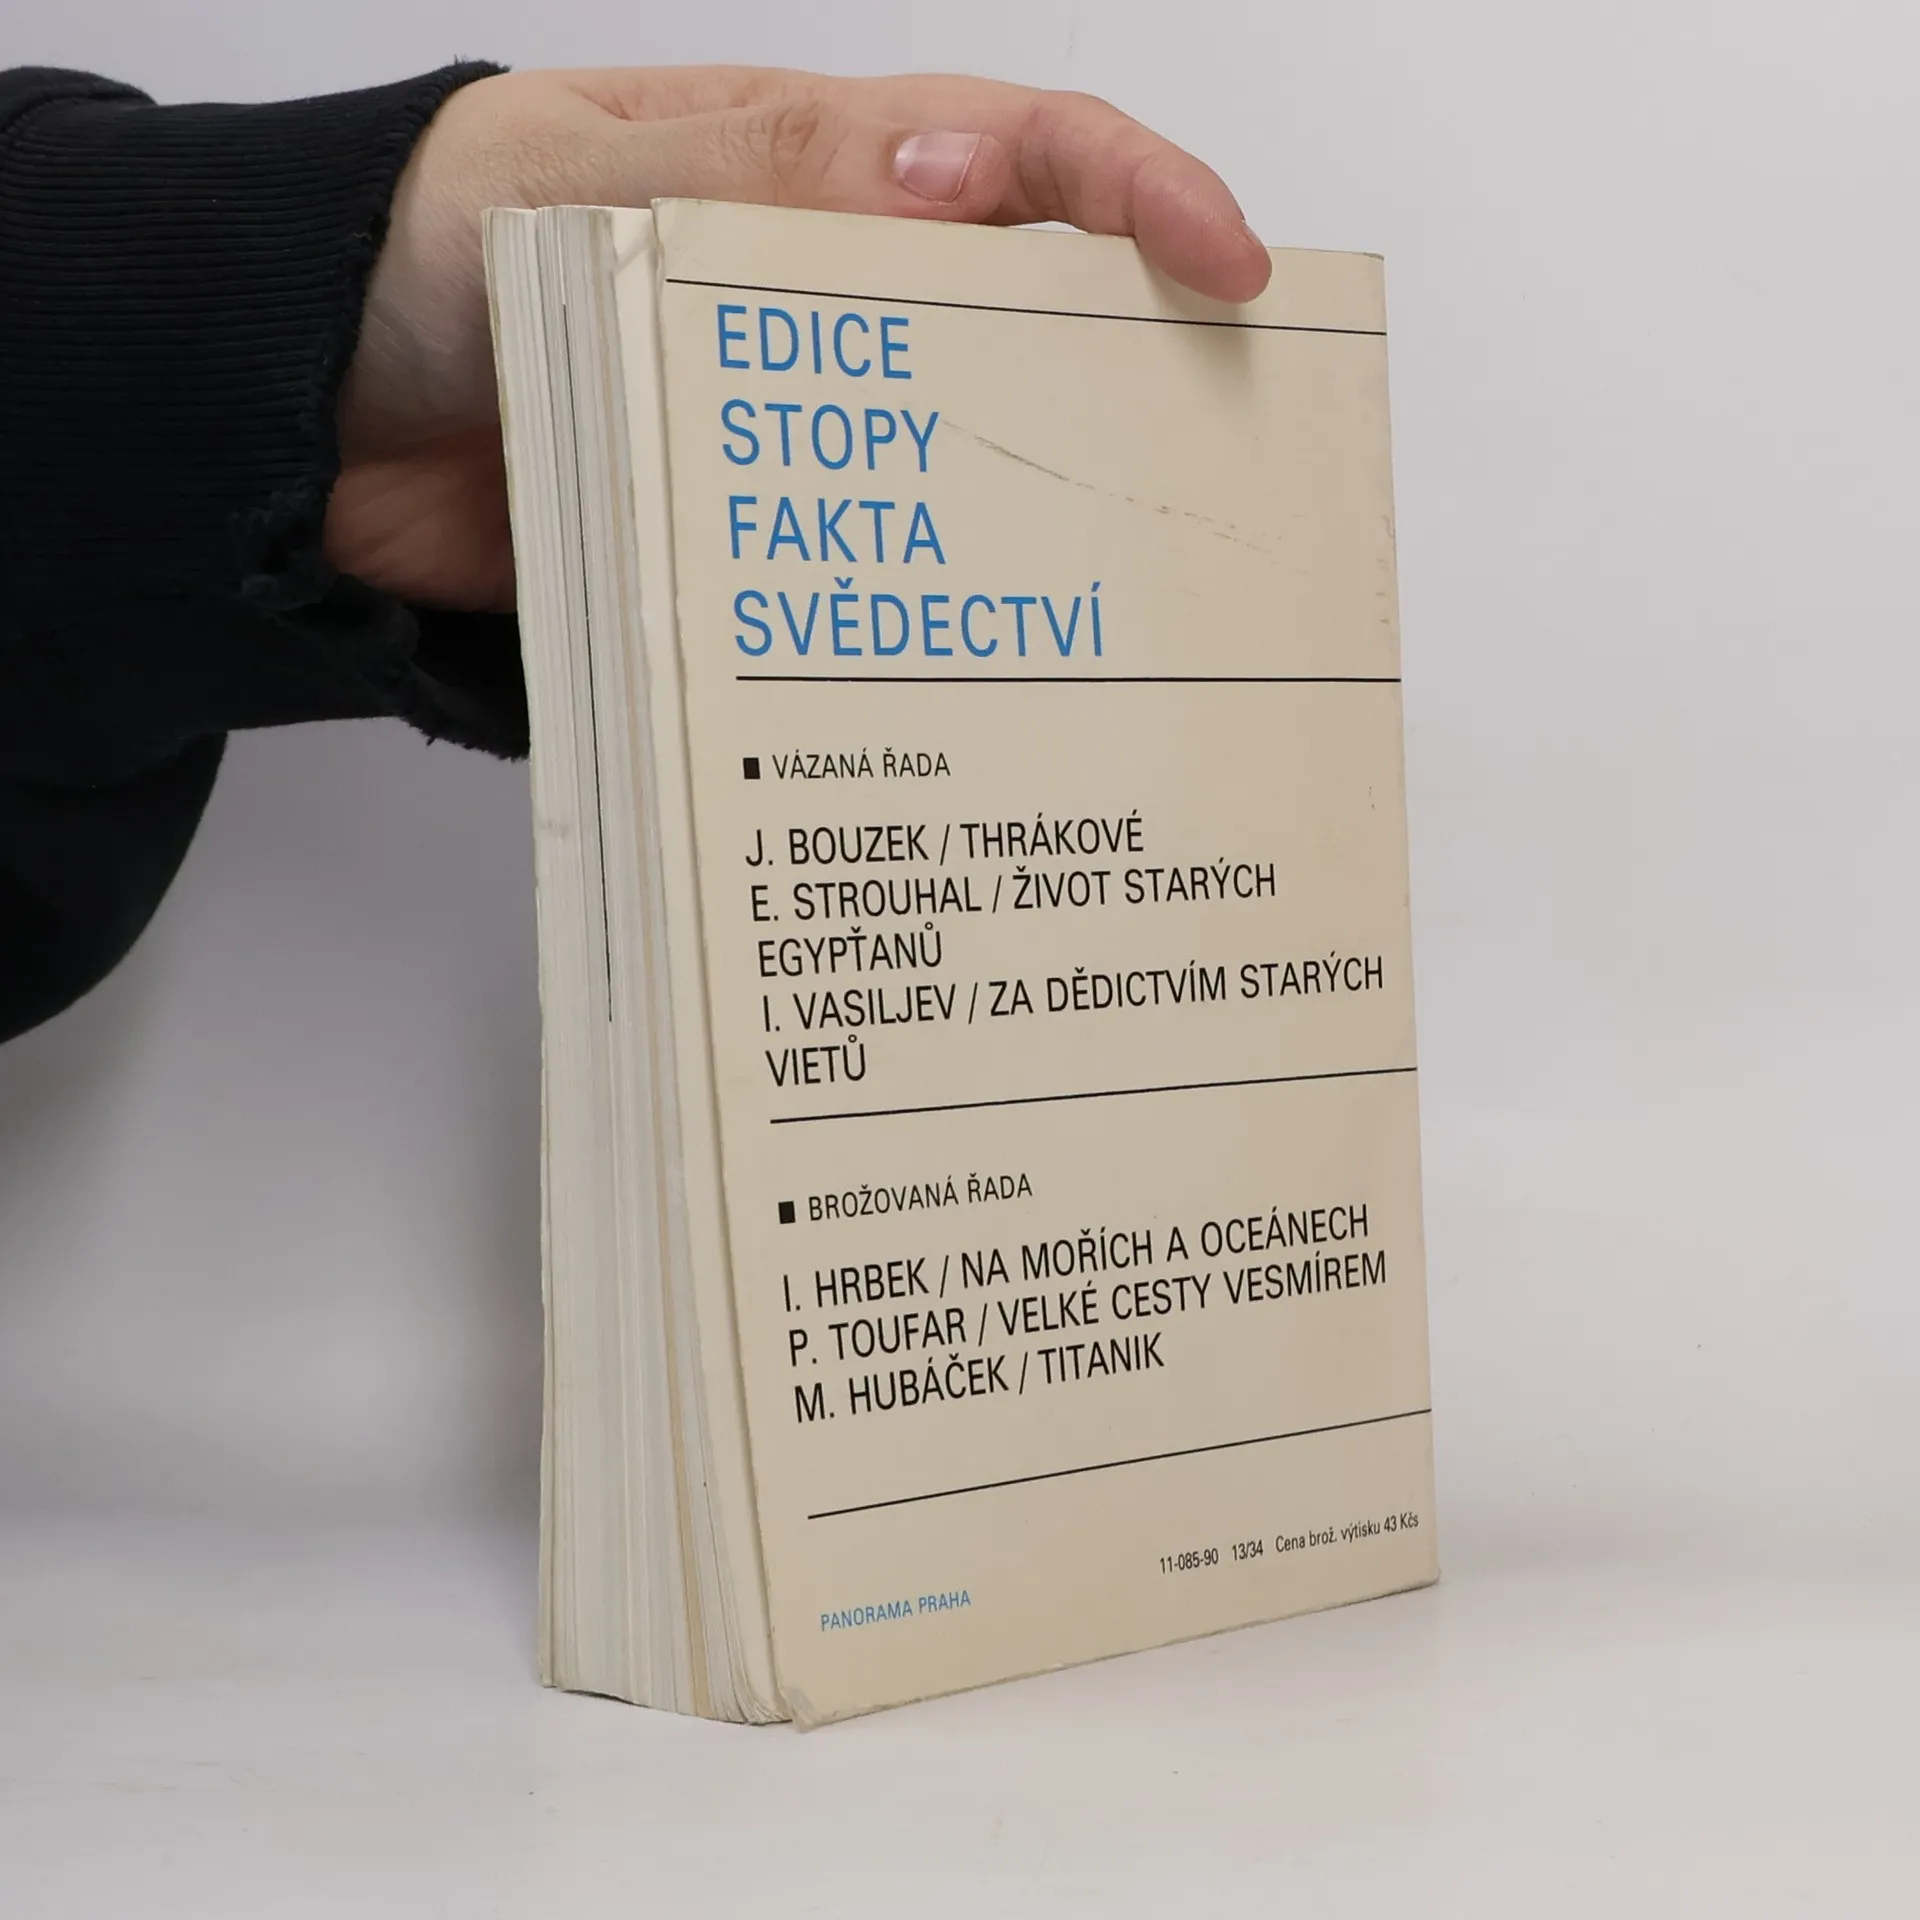 EDICE
STOPY
FAKTA
SVĚDECTVÍ
■ VÁZANÁ ŘADA
J. BOUZEK / THRÁKOVÉ
E. STROUHAL / ŽIVOT STARÝCH
EGYPŤANŮ
I. VASILJEV / ZA DĚDICTVÍM STARÝCH
VIETŮ
■ BROŽOVANÁ ŘADA
I. HRBEK / NA MOŘÍCH A OCEÁNECH
P. TOUFAR / VELKÉ CESTY VESMÍREM
M. HUBÁČEK / TITANIK
11-085-90 13/34 Cena brož. výtisku 43 Kčs
PANORAMA PRAHA